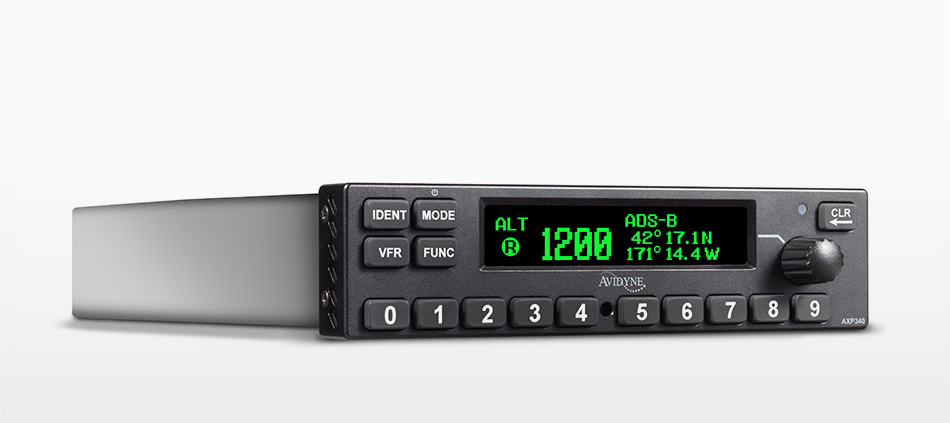 IDENT
MODE
VFR
FUNC
ALT
R
1200
ADS-B
42° 17.1N
171° 14.4W
CLR
AVIDYNE
0 1 2 3 4 5 6 7 8 9
AXP340